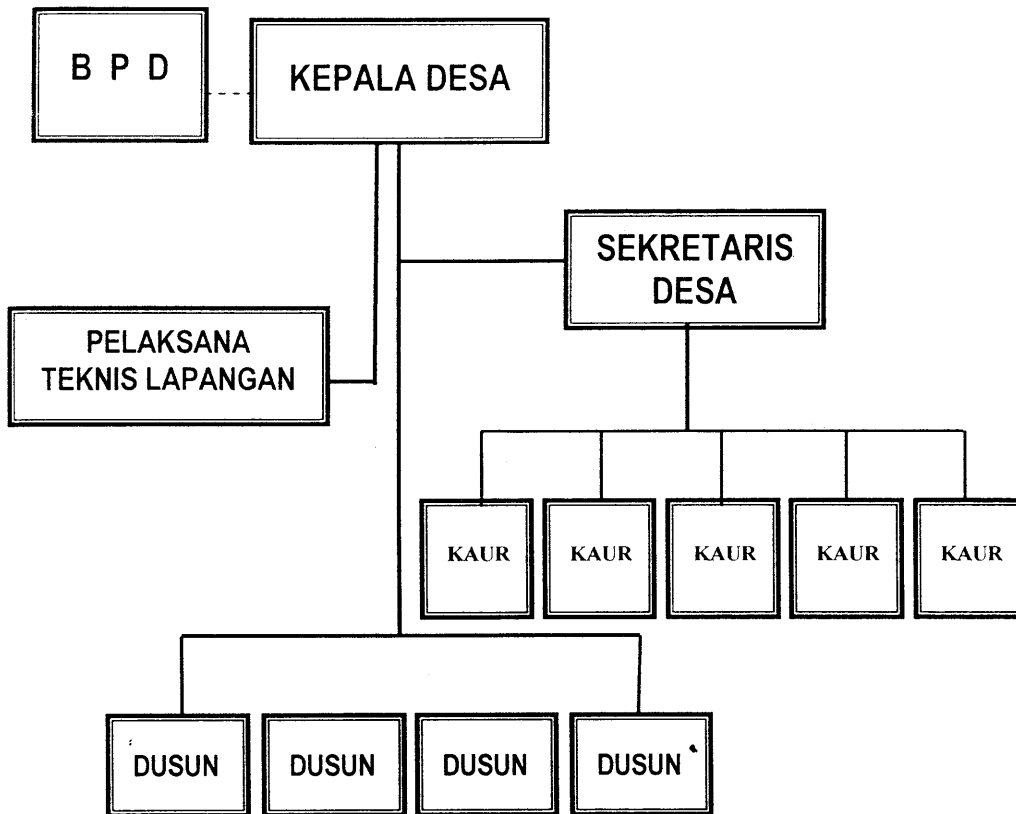 B P D
KEPALA DESA
SEKRETARIS
DESA
PELAKSANA
TEKNIS LAPANGAN
KAUR
KAUR
KAUR
KAUR
KAUR
DUSUN
DUSUN
DUSUN
DUSUN